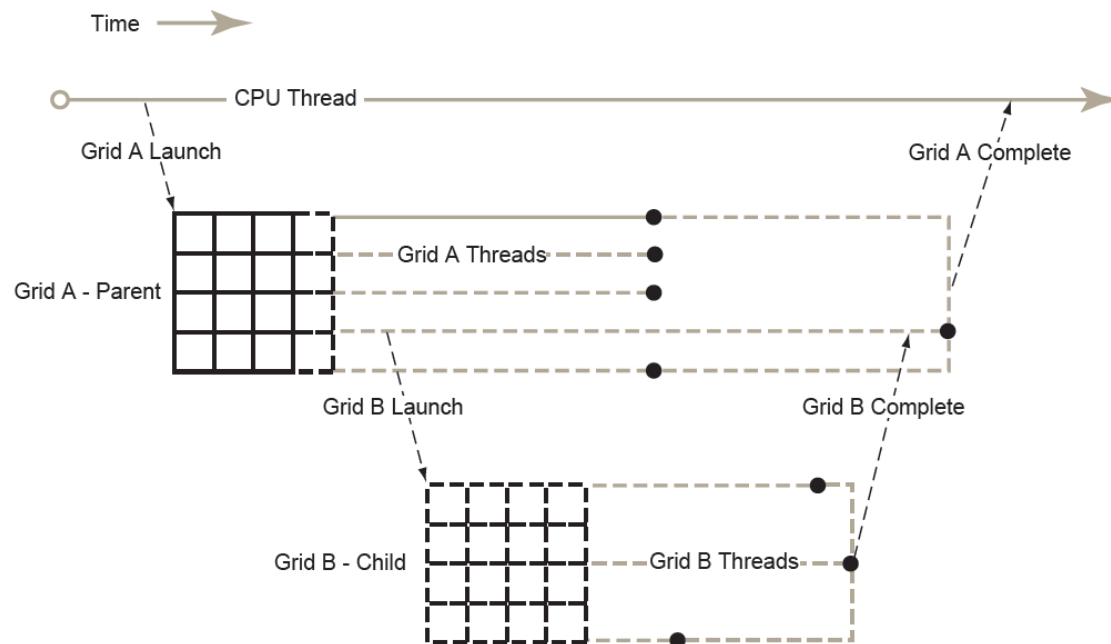 Time
CPU Thread
Grid A Launch
Grid A Complete
Grid A Threads
Grid A - Parent
Grid B Launch
Grid B Complete
Grid B - Child
Grid B Threads